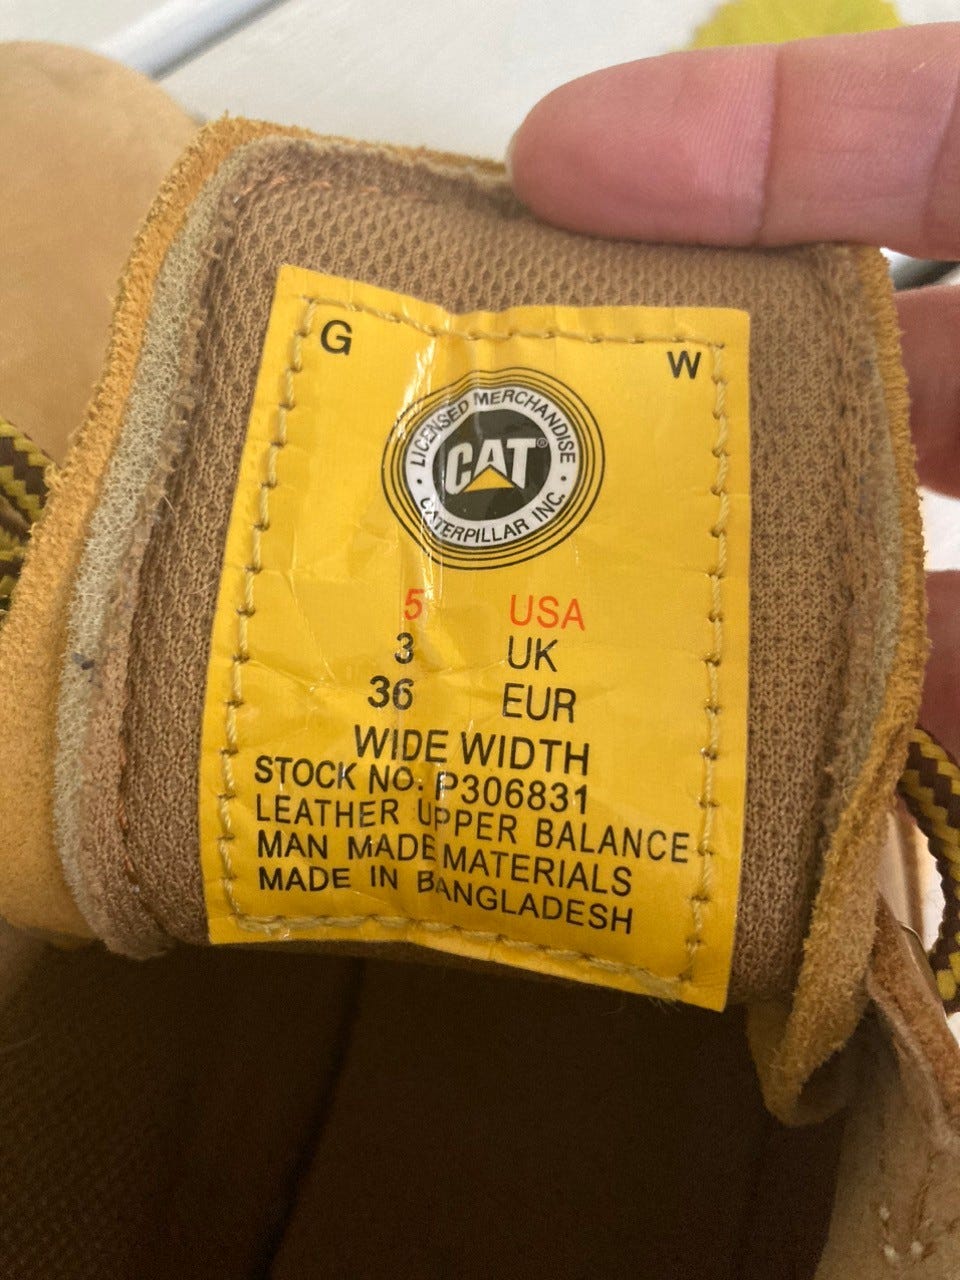 G W
LICENSED MERCHANDISE
CAT®
CATERPILLAR INC.
5 USA
3 UK
36 EUR
WIDE WIDTH
STOCK NO: P306831
LEATHER UPPER BALANCE
MAN MADE MATERIALS
MADE IN BANGLADESH